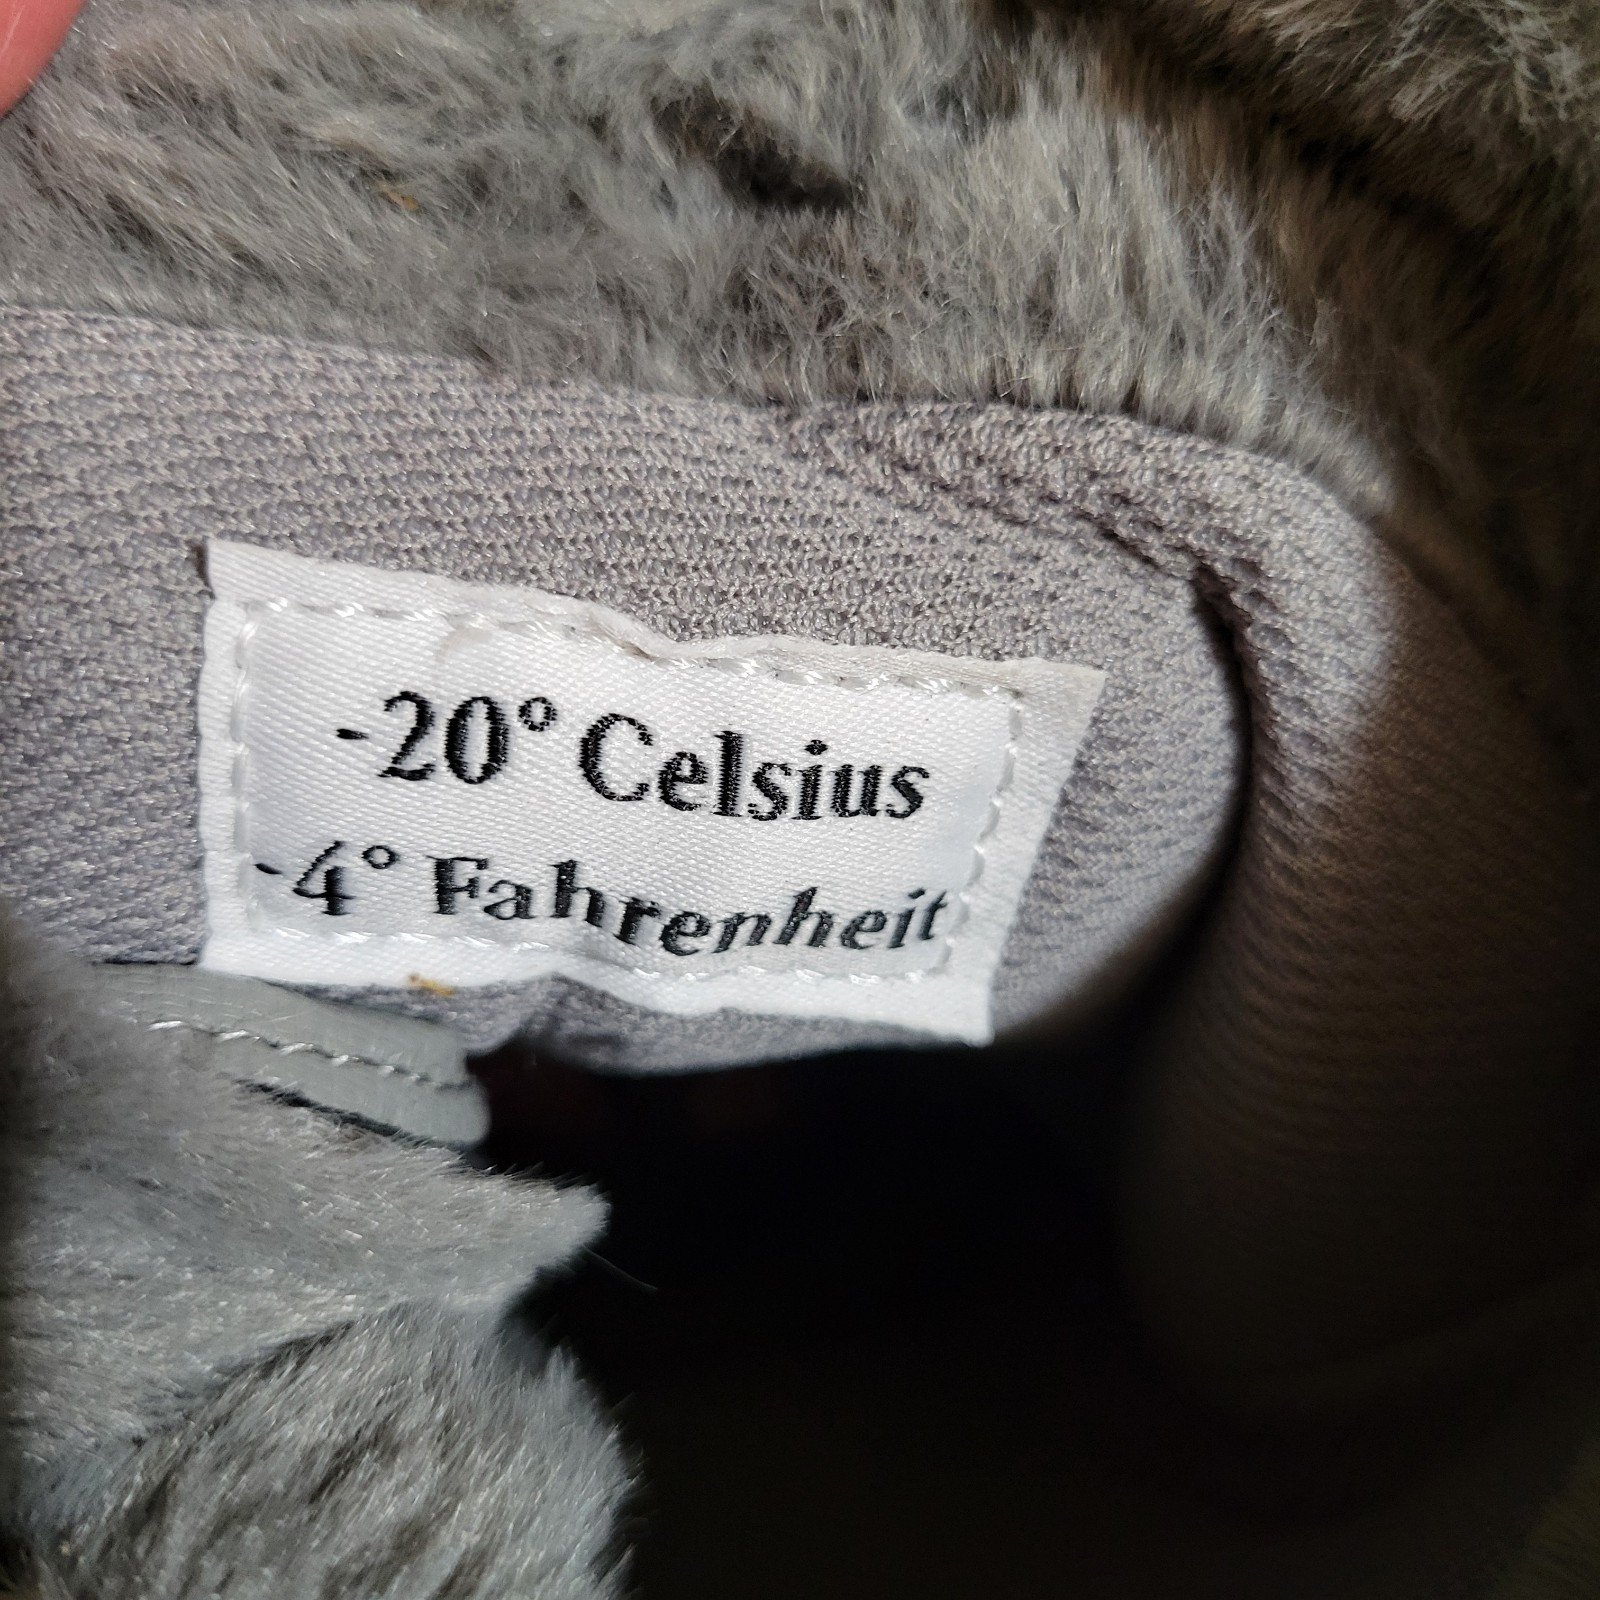 -20° Celsius
-4° Fahrenheit